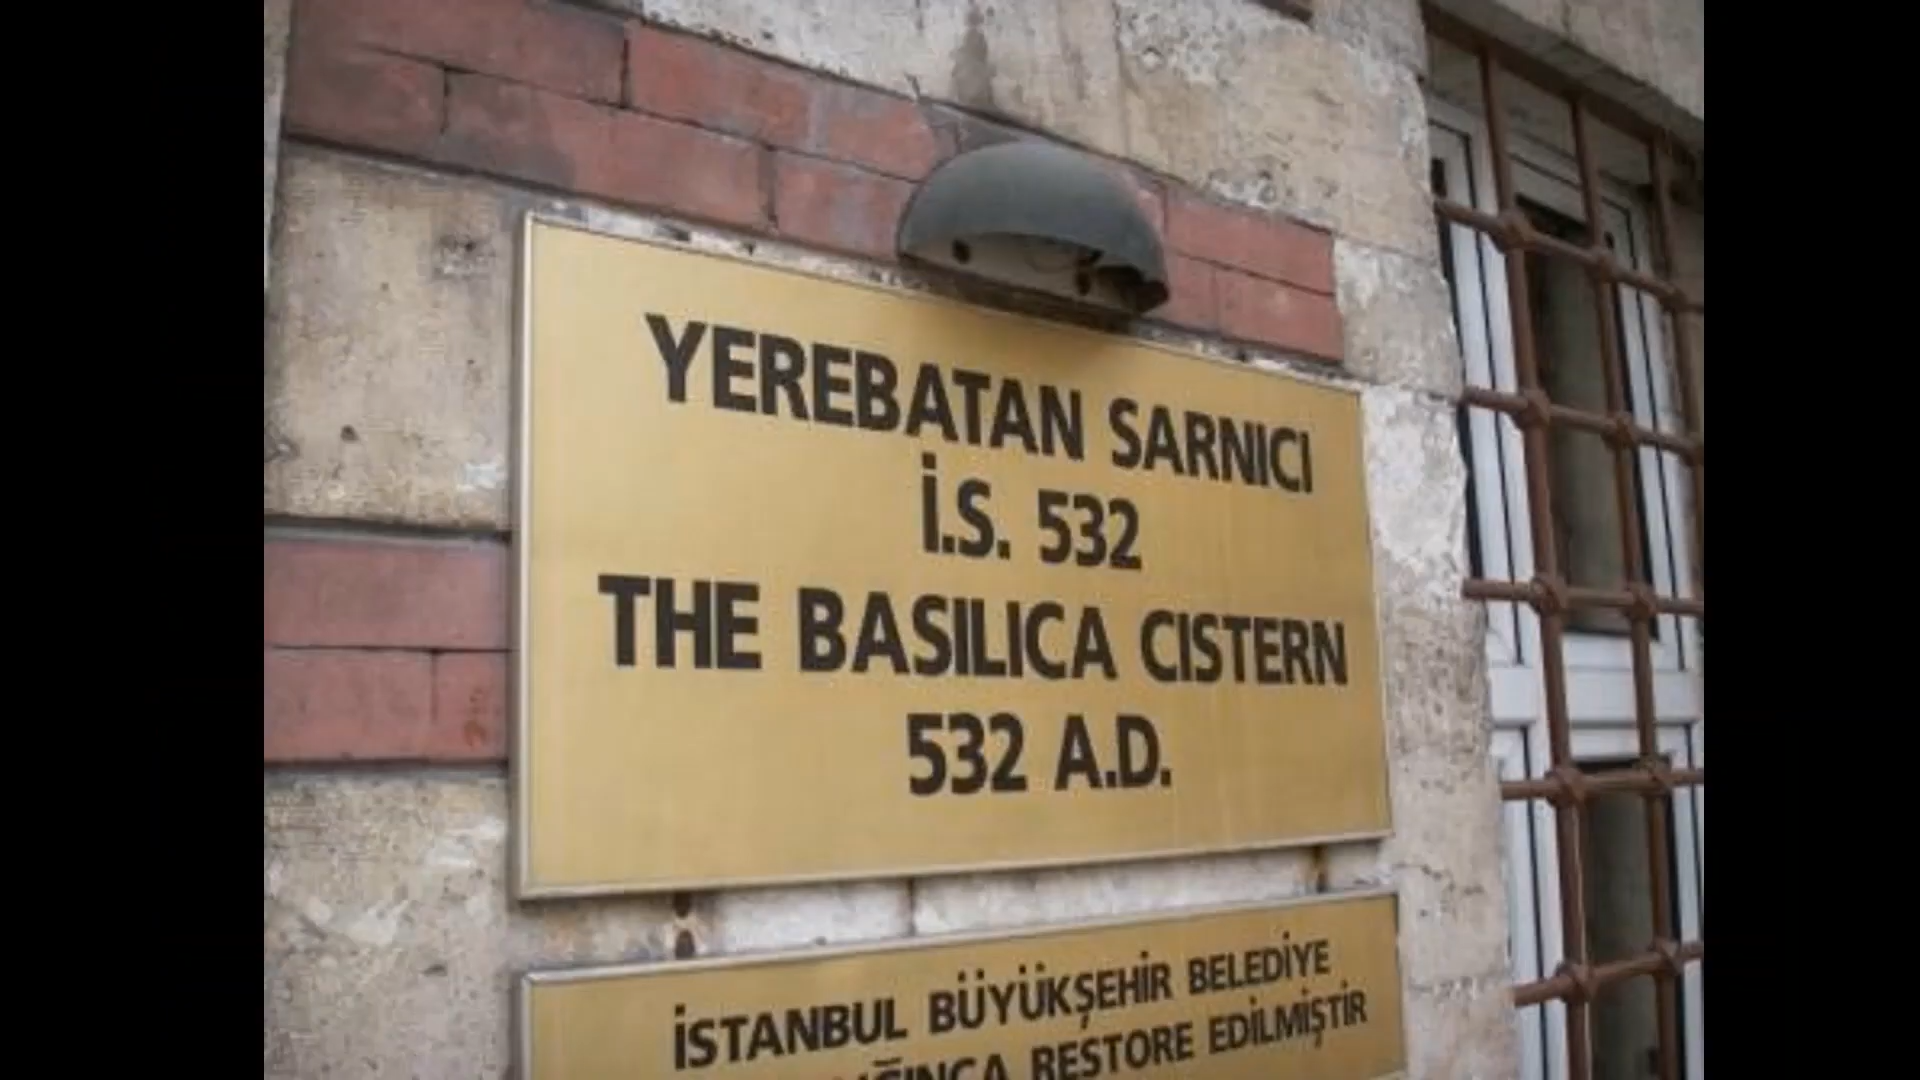 YEREBATAN SARNICI
İ.S. 532
THE BASILICA CISTERN
532 A.D.
İSTANBUL BÜYÜKŞEHİR BELEDİYE
RESTORE EDİLMİŞTİR